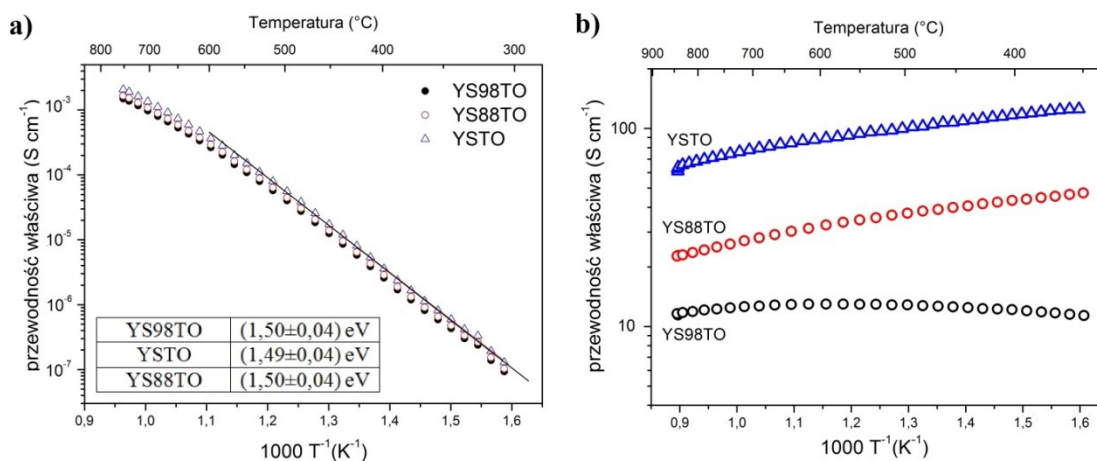 a)
Temperatura (°C)
800 700 600 500 400 300
10-3
10-4
10-5
10-6
10-7
przewodność właściwa (S cm-1)
YS98TO
YS88TO
YSTO
YS98TO (1,50±0,04) eV
YSTO (1,49±0,04) eV
YS88TO (1,50±0,04) eV
0,9 1,0 1,1 1,2 1,3 1,4 1,5 1,6
1000 T-1(K-1)
b)
Temperatura (°C)
900 800 700 600 500 400
100
10
przewodność właściwa (S cm-1)
YSTO
YS88TO
YS98TO
0,9 1,0 1,1 1,2 1,3 1,4 1,5 1,6
1000 T-1(K-1)